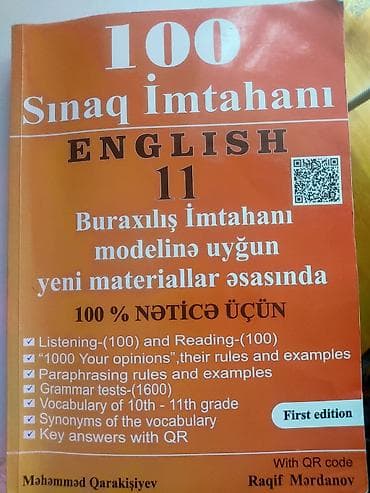 100
Sınaq İmtahanı
ENGLISH
11
Buraxılış İmtahanı
modelinə uyğun
yeni materiallar əsasında
100 % NƏTİCƏ ÜÇÜN
Listening-(100) and Reading-(100)
"1000 Your opinions",their rules and examples
Paraphrasing rules and examples
Grammar tests-(1600)
Vocabulary of 10th - 11th grade
Synonyms of the vocabulary
Key answers with QR
First edition
With QR code
Məhəmməd Qarakişiyev Raqif Mərdanov